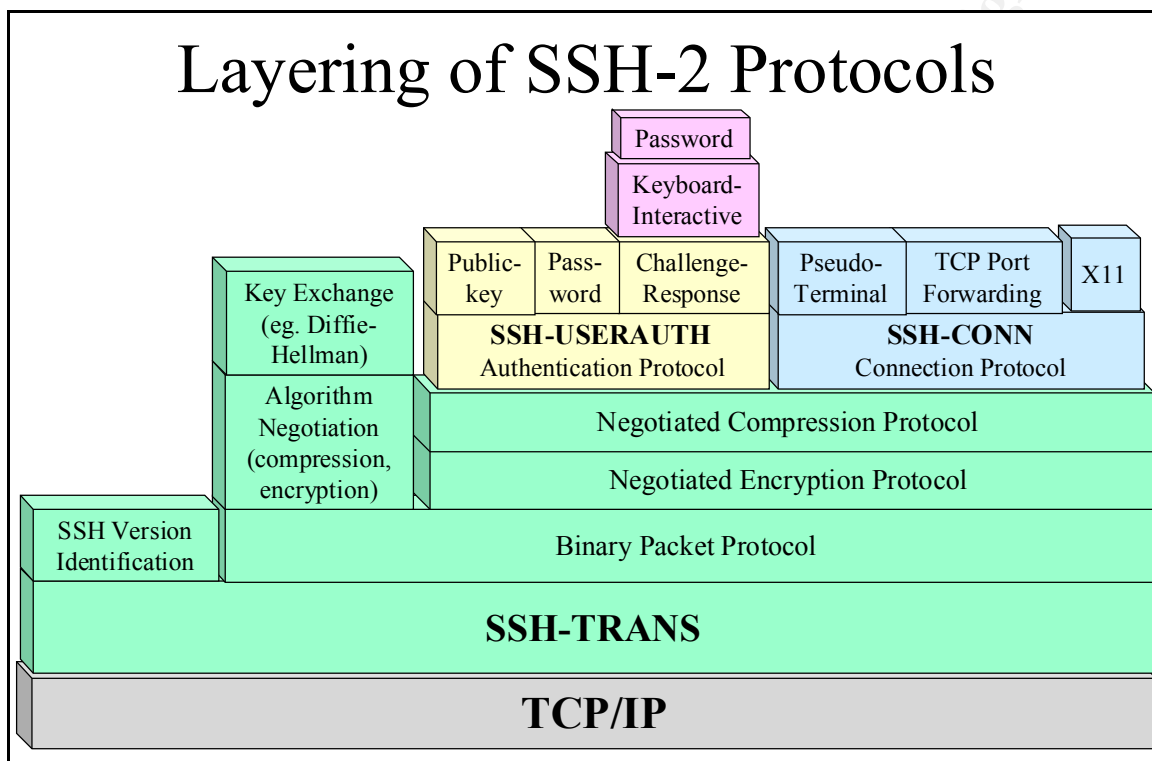 Layering of SSH-2 Protocols
Password
Keyboard-
Interactive
Public-
key
Pass-
word
Challenge-
Response
Pseudo-
Terminal
TCP Port
Forwarding
X11
Key Exchange
(eg. Diffie-
Hellman)
SSH-USERAUTH
Authentication Protocol
SSH-CONN
Connection Protocol
Algorithm
Negotiation
(compression,
encryption)
Negotiated Compression Protocol
Negotiated Encryption Protocol
SSH Version
Identification
Binary Packet Protocol
SSH-TRANS
TCP/IP